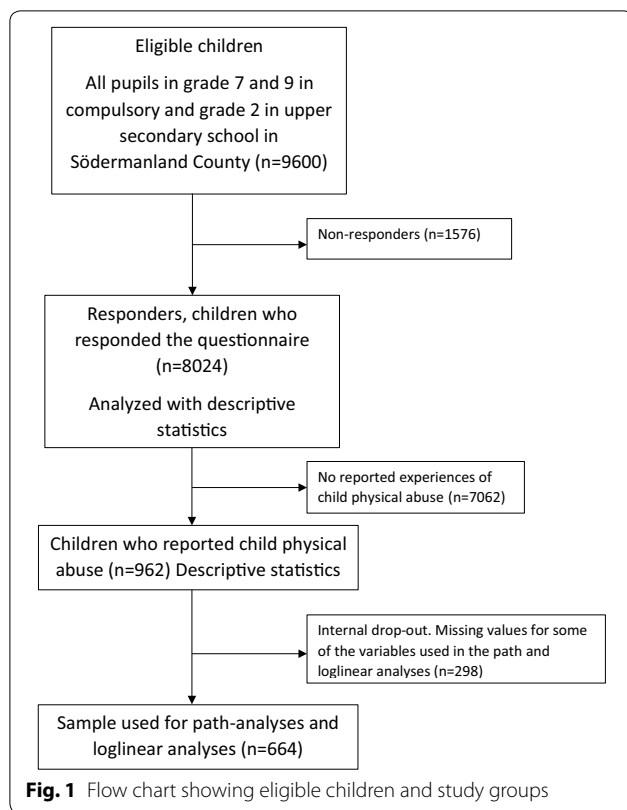 Eligible children
All pupils in grade 7 and 9 in
compulsory and grade 2 in upper
secondary school in
Södermanland County (n=9600)
Non-responders (n=1576)
Responders, children who
responded the questionnaire
(n=8024)
Analyzed with descriptive
statistics
No reported experiences of
child physical abuse (n=7062)
Children who reported child physical
abuse (n=962) Descriptive statistics
Internal drop-out. Missing values for some
of the variables used in the path and
loglinear analyses (n=298)
Sample used for path-analyses and
loglinear analyses (n=664)
Fig. 1 Flow chart showing eligible children and study groups